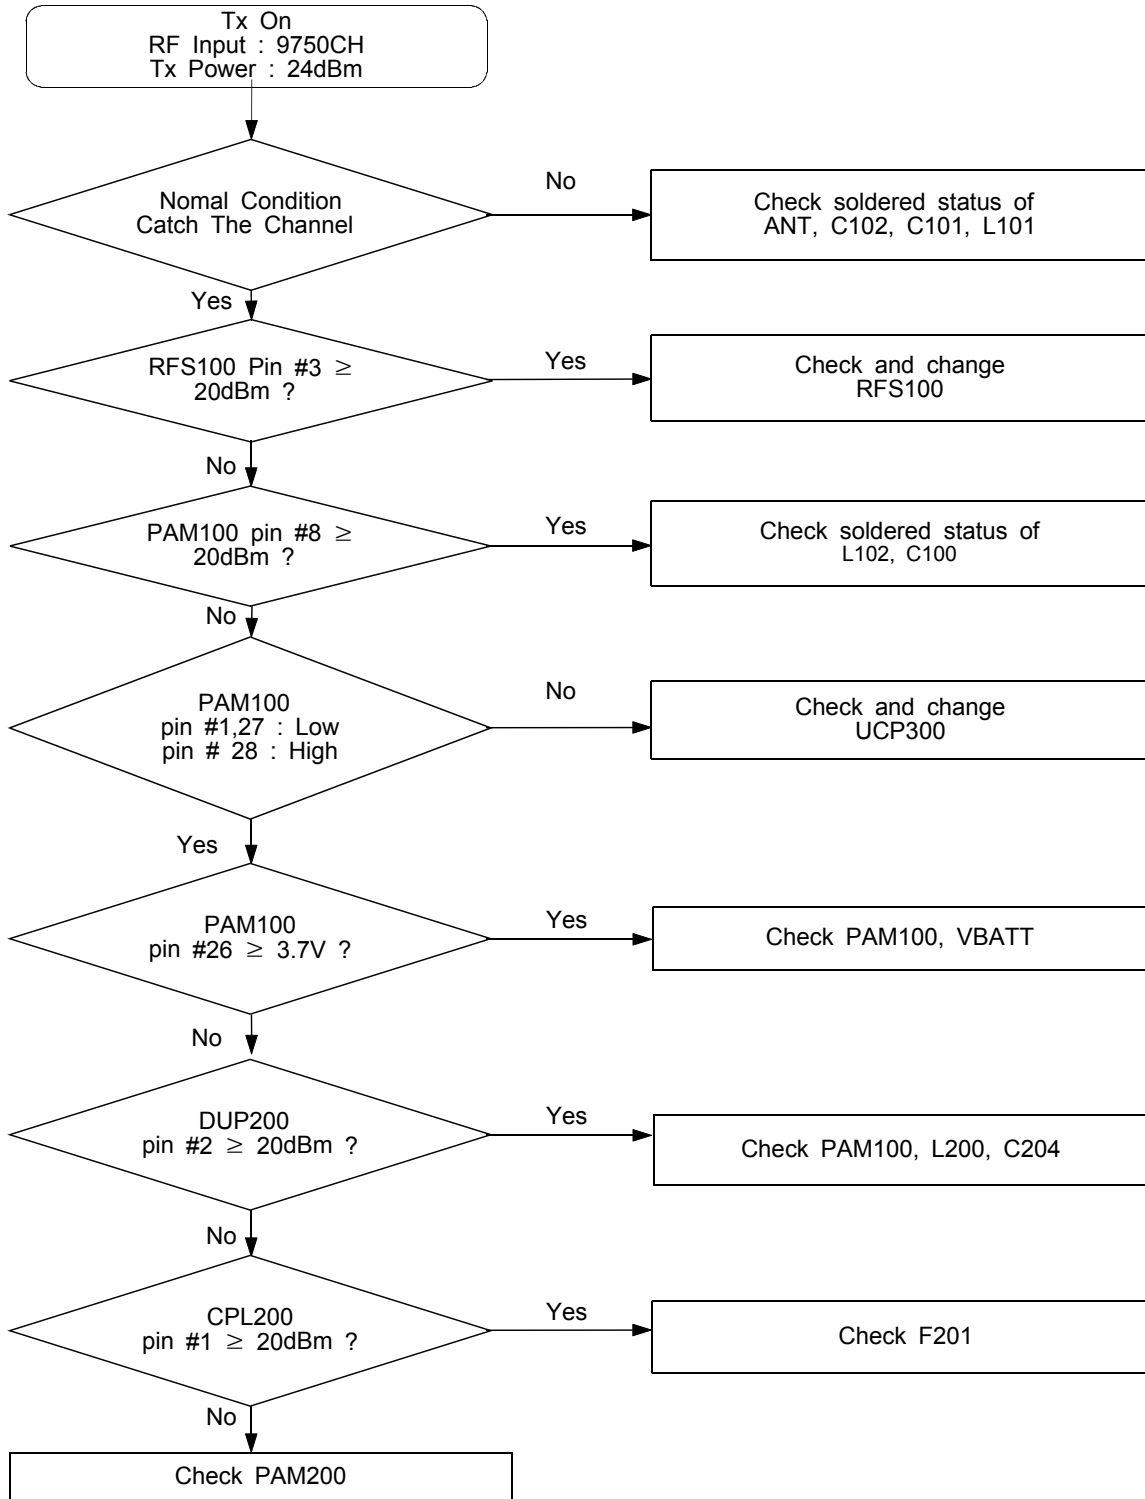 Tx On
RF Input : 9750CH
Tx Power : 24dBm
Nomal Condition
Catch The Channel
No
Check soldered status of
ANT, C102, C101, L101
Yes
RFS100 Pin #3 ≥
20dBm ?
Yes
Check and change
RFS100
No
PAM100 pin #8 ≥
20dBm ?
Yes
Check soldered status of
L102, C100
No
PAM100
pin #1,27 : Low
pin # 28 : High
No
Check and change
UCP300
Yes
PAM100
pin #26 ≥ 3.7V ?
Yes
Check PAM100, VBATT
No
DUP200
pin #2 ≥ 20dBm ?
Yes
Check PAM100, L200, C204
No
CPL200
pin #1 ≥ 20dBm ?
Yes
Check F201
No
Check PAM200